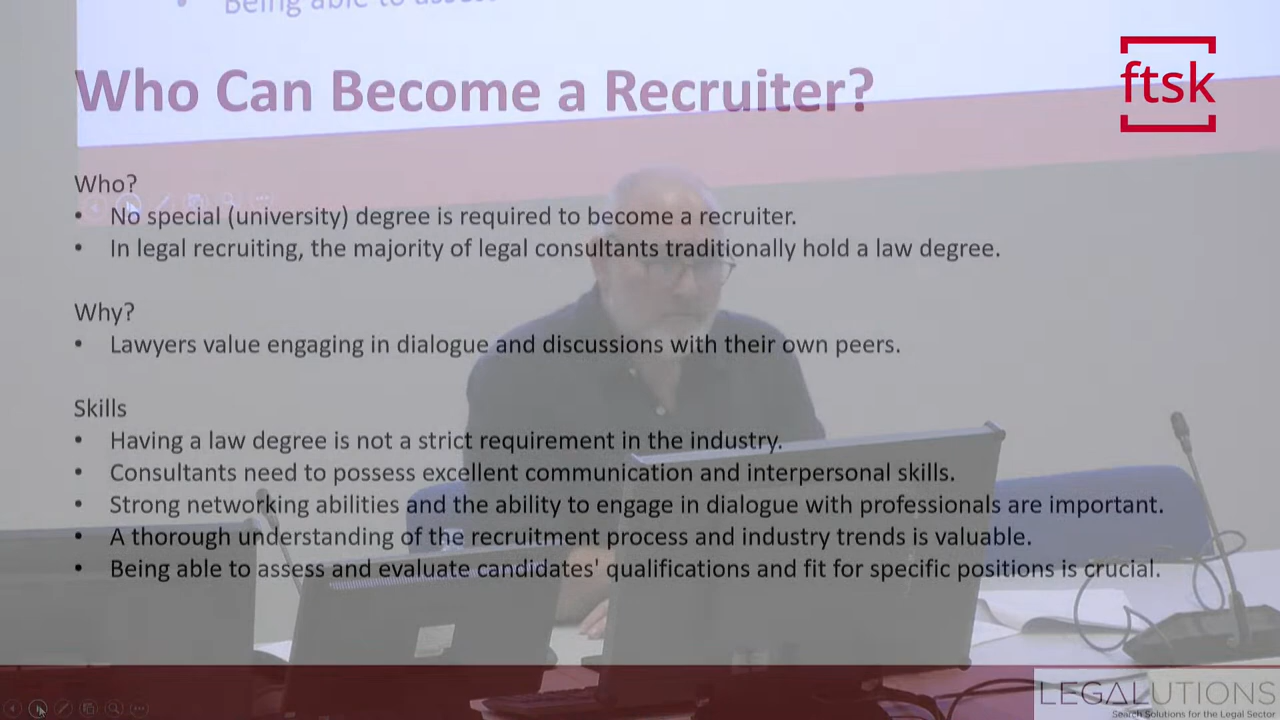 Being able to assess
Who Can Become a Recruiter?
ftsk
Who?
• No special (university) degree is required to become a recruiter.
• In legal recruiting, the majority of legal consultants traditionally hold a law degree.
Why?
• Lawyers value engaging in dialogue and discussions with their own peers.
Skills
• Having a law degree is not a strict requirement in the industry.
• Consultants need to possess excellent communication and interpersonal skills.
• Strong networking abilities and the ability to engage in dialogue with professionals are important.
• A thorough understanding of the recruitment process and industry trends is valuable.
• Being able to assess and evaluate candidates' qualifications and fit for specific positions is crucial.
LEGALUTIONS
Search Solutions for the Legal Sector